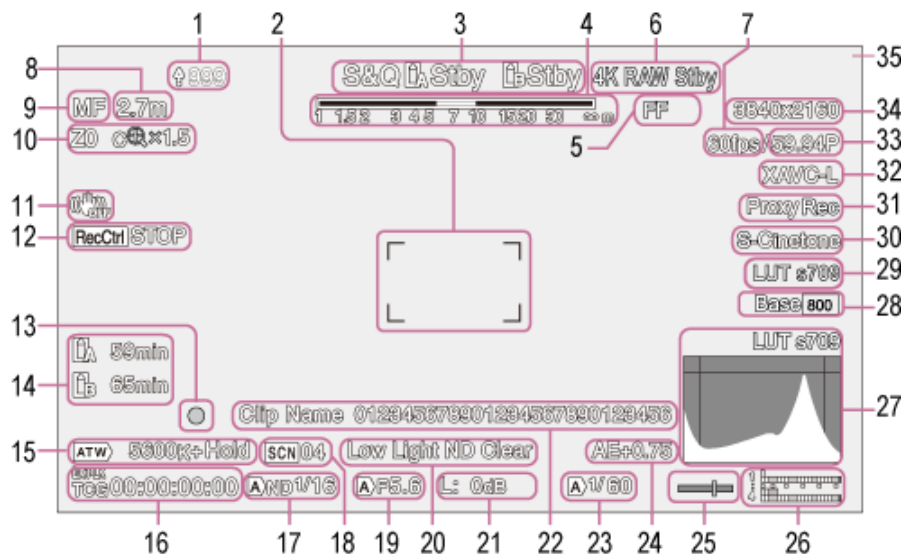 1 2 3 4 6 7
35
8 999 S&Q A Stby B Stby 4K RAW Stby
9 MF 2.7m 1 1.5 2 3 4 5 7 10 15 20 30 ∞ m FF 3840x2160 34
10 Z0 C ×1.5 5 60fps/59.94P 33
XAVC-L 32
11 OFF Proxy Rec 31
12 RecCtrl STOP S-Cinetone 30
LUT s709 29
Base 800 28
13
A 59min LUT s709
14 B 65min 27
Clip Name 012345678901234567890123456
15 ATW 5600K+Hold SCN 04 Low Light ND Clear AE+0.75
TCG 00:00:00:00 A ND1/16 A F5.6 L: 0dB A 1/60
16 17 18 19 20 21 22 23 24 25 26